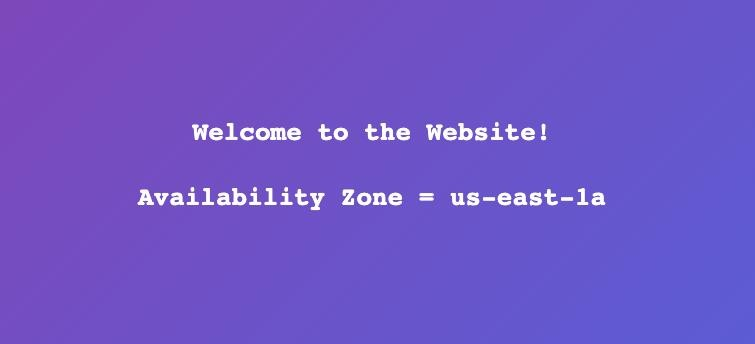 Welcome to the Website!
Availability Zone = us-east-1a